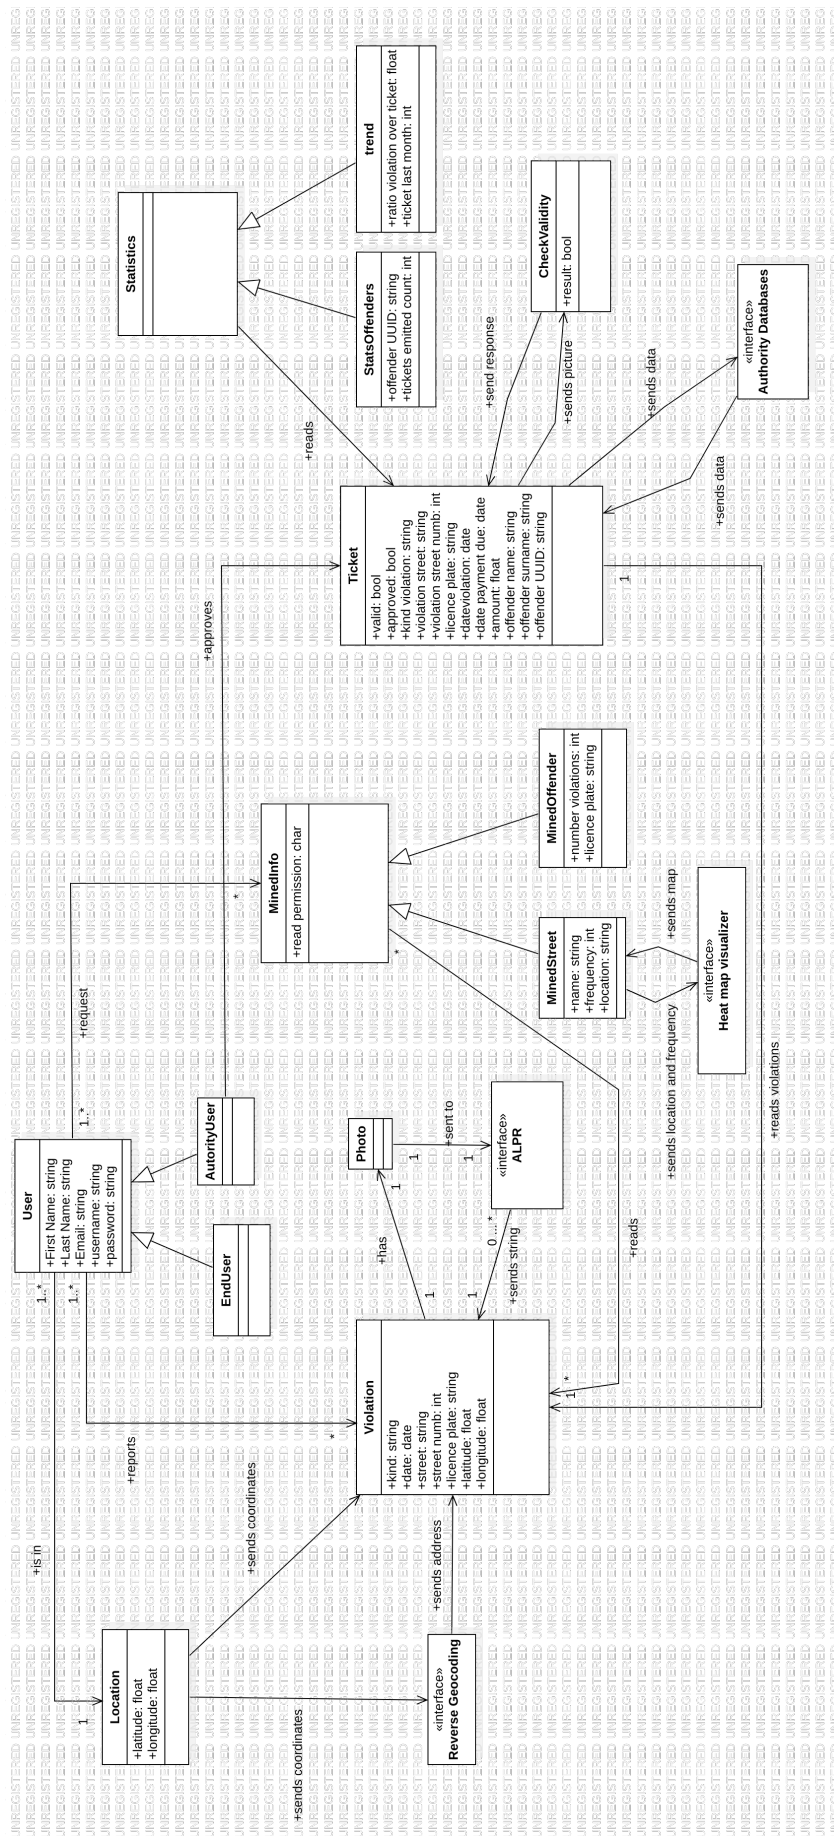 User
+First Name: string
+Last Name: string
+Email: string
+username: string
+password: string
1..*
1..*
1..*
+is in
1
+reports
*
+request
*
Location
+latitude: float
+longitude: float
+sends coordinates
+sends coordinates
«interface»
Reverse Geocoding
+sends address
EndUser
AutorityUser
+approves
Violation
+kind: string
+date: date
+street: string
+street numb: int
+licence plate: string
+latitude: float
+longitude: float
1
+has
1
Photo
1
+sent to
1
«interface»
ALPR
0....*
+sends string
1
MinedInfo
+read permission: char
*
+reads
*
1
MinedStreet
+name: string
+frequency: int
+location: string
MinedOffender
+number violations: int
+licence plate: string
+sends location and frequency
+sends map
«interface»
Heat map visualizer
+reads violations
1
Ticket
+valid: bool
+approved: bool
+kind violation: string
+violation street: string
+violation street numb: int
+licence plate: string
+dateviolation: date
+date payment due: date
+amount: float
+offender name: string
+offender surname: string
+offender UUID: string
+reads
Statistics
StatsOffenders
+offender UUID: string
+tickets emitted count: int
trend
+ratio violation over ticket: float
+ticket last month: int
+send response
+sends picture
CheckValidity
+result: bool
+sends data
+sends data
«interface»
Authority Databases
UNREGISTERED